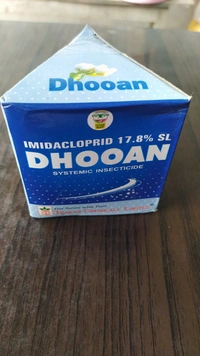 Dhooan
IMIDACLOPRID 17.8% SL
DHOOAN
SYSTEMIC INSECTICIDE